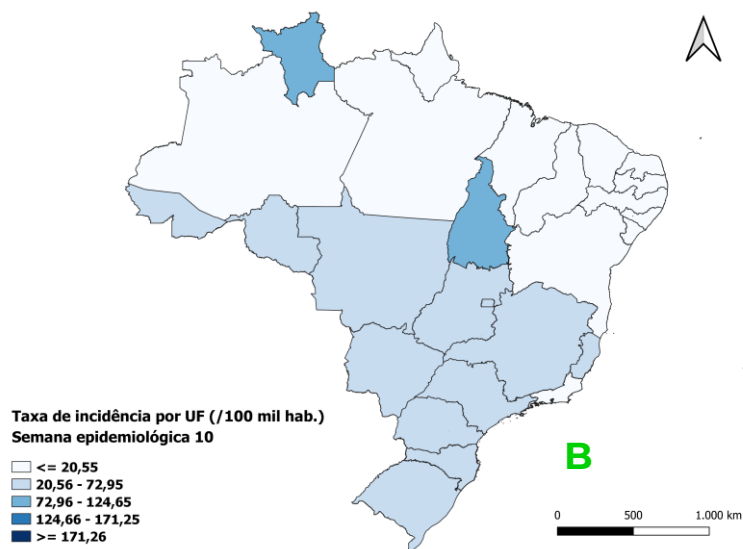 Taxa de incidência por UF (/100 mil hab.)
Semana epidemiológica 10
<= 20,55
20,56 - 72,95
72,96 - 124,65
124,66 - 171,25
>= 171,26
B
0 500 1.000 km